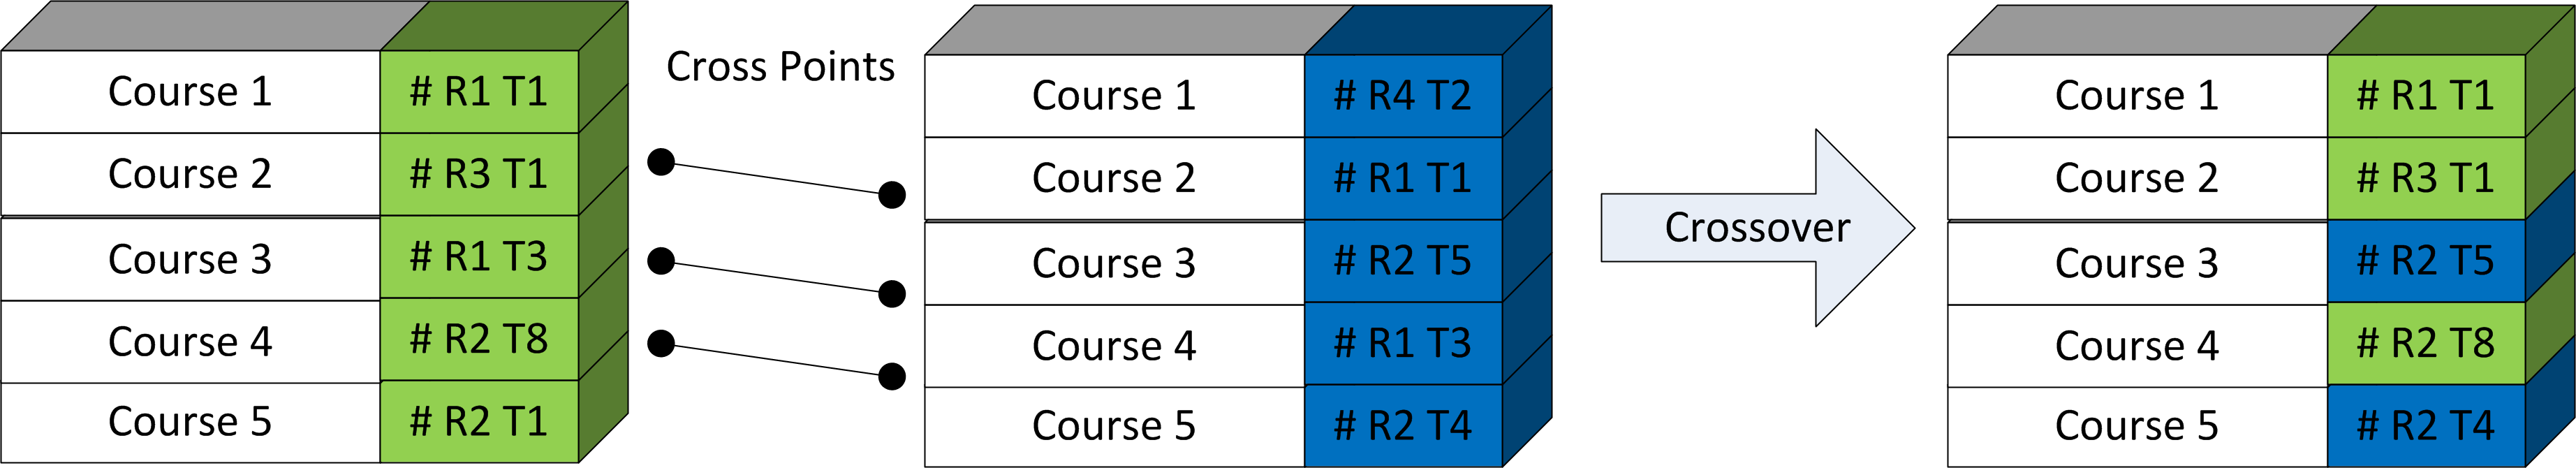 Course 1 # R1 T1
Course 2 # R3 T1
Course 3 # R1 T3
Course 4 # R2 T8
Course 5 # R2 T1
Cross Points
Course 1 # R4 T2
Course 2 # R1 T1
Course 3 # R2 T5
Course 4 # R1 T3
Course 5 # R2 T4
Crossover
Course 1 # R1 T1
Course 2 # R3 T1
Course 3 # R2 T5
Course 4 # R2 T8
Course 5 # R2 T4